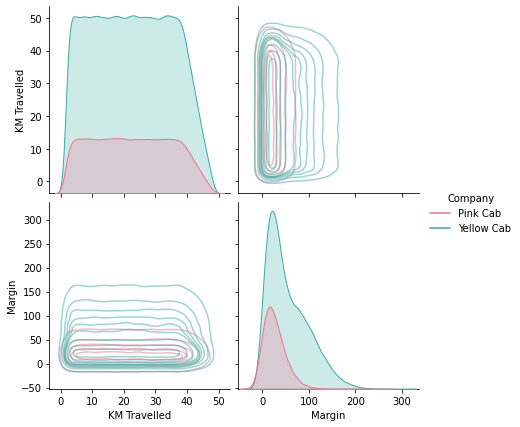 50
40
30
20
10
0
KM Travelled
Company
Pink Cab
Yellow Cab
300
250
200
150
100
50
0
−50
Margin
0 10 20 30 40 50
KM Travelled
0 100 200 300
Margin